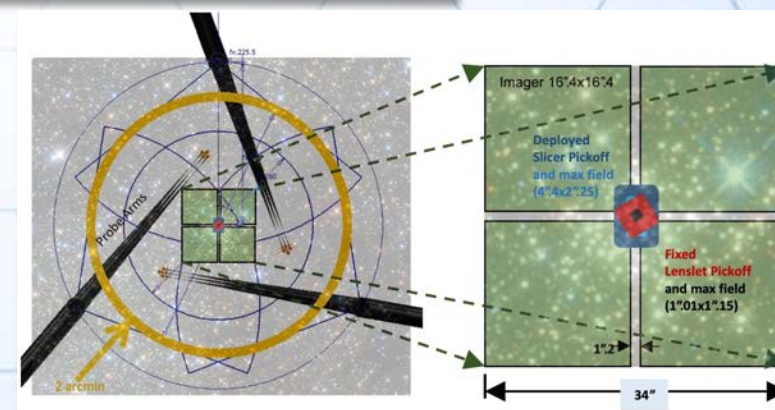 fx:225.5
Probe Arms
2 arcmin
Imager 16".4x16".4
Deployed
Slicer Pickoff
and max field
(4".4x2".25)
Fixed
Lenslet Pickoff
and max field
(1".01x1".15)
1".2
34"